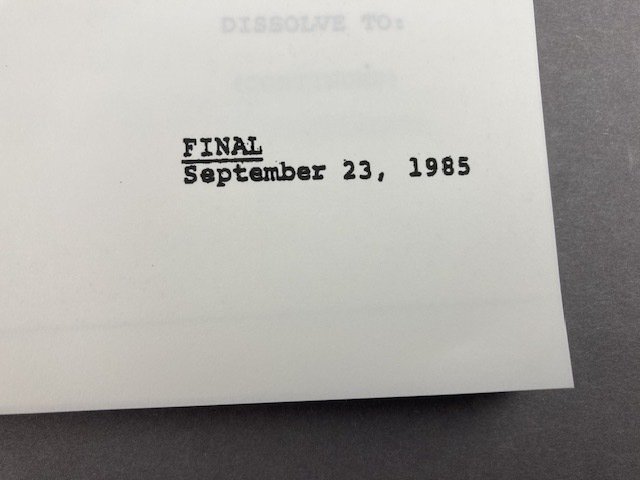 DISSOLVE TO:
FINAL
September 23, 1985